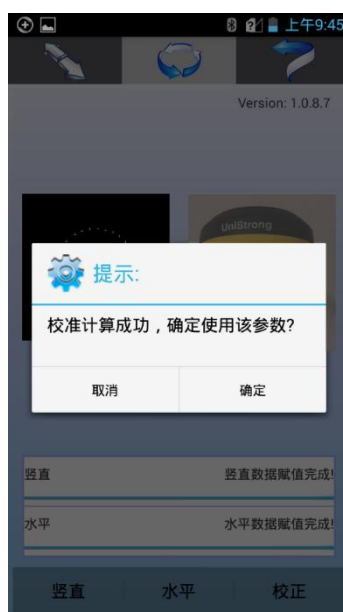 上午9:45
Version: 1.0.8.7
UniStrong
提示:
校准计算成功，确定使用该参数?
取消
确定
竖直
竖直数据赋值完成!
水平
水平数据赋值完成!
竖直
水平
校正